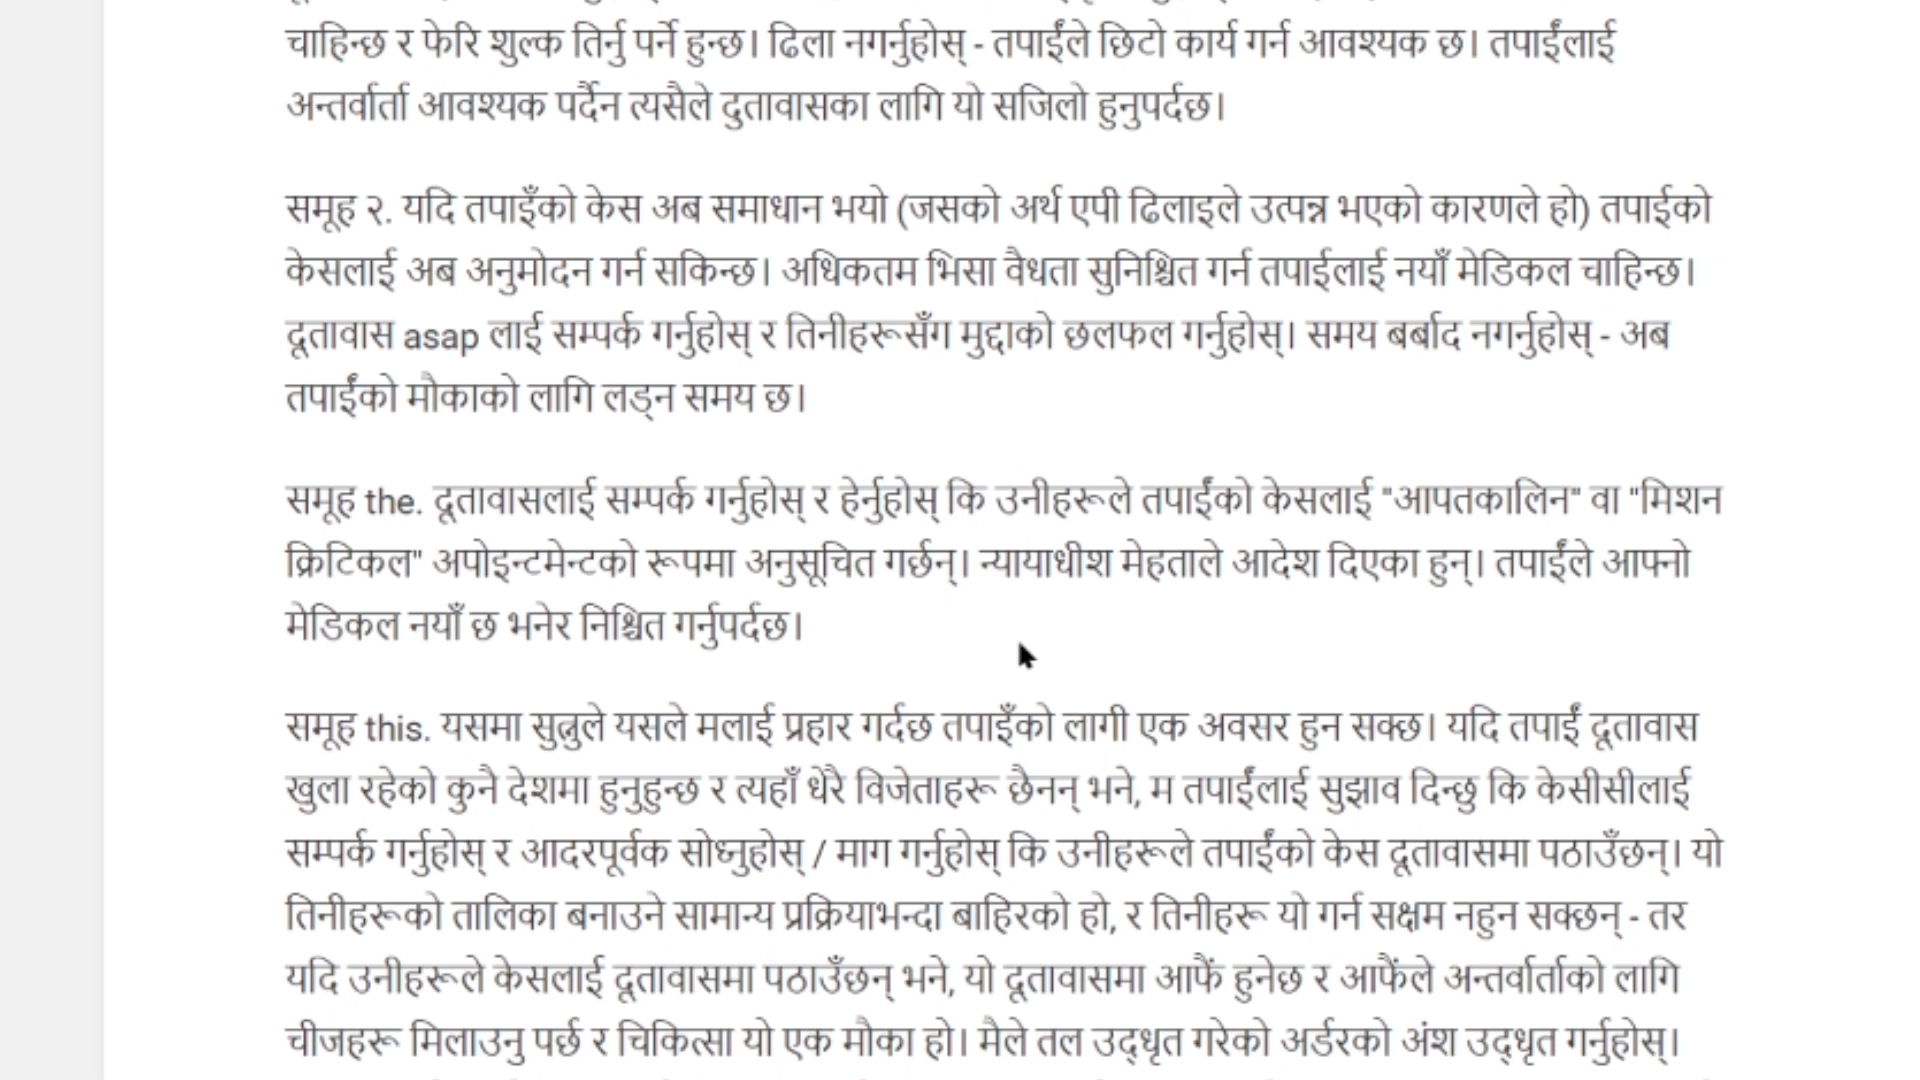 चाहिन्छ र फेरि शुल्क तिर्नु पर्ने हुन्छ। ढिला नगर्नुहोस् - तपाईंले छिटो कार्य गर्न आवश्यक छ। तपाईंलाई
अन्तर्वार्ता आवश्यक पर्दैन त्यसैले दुतावासका लागि यो सजिलो हुनुपर्दछ।
समूह २. यदि तपाइँको केस अब समाधान भयो (जसको अर्थ एपी ढिलाइले उत्पन्न भएको कारणले हो) तपाईको
केसलाई अब अनुमोदन गर्न सकिन्छ। अधिकतम भिसा वैधता सुनिश्चित गर्न तपाईलाई नयाँ मेडिकल चाहिन्छ।
दूतावास asap लाई सम्पर्क गर्नुहोस् र तिनीहरूसँग मुद्दाको छलफल गर्नुहोस्। समय बर्बाद नगर्नुहोस् - अब
तपाईंको मौकाको लागि लड्न समय छ।
समूह the. दूतावासलाई सम्पर्क गर्नुहोस् र हेर्नुहोस् कि उनीहरूले तपाईंको केसलाई "आपतकालिन" वा "मिशन
क्रिटिकल" अपोइन्टमेन्टको रूपमा अनुसूचित गर्छन्। न्यायाधीश मेहताले आदेश दिएका हुन्। तपाईंले आफ्नो
मेडिकल नयाँ छ भनेर निश्चित गर्नुपर्दछ।
समूह this. यसमा सुत्नुले यसले मलाई प्रहार गर्दछ तपाइँको लागी एक अवसर हुन सक्छ। यदि तपाईं दूतावास
खुला रहेको कुनै देशमा हुनुहुन्छ र त्यहाँ धेरै विजेताहरू छैनन् भने, म तपाईंलाई सुझाव दिन्छु कि केसीसीलाई
सम्पर्क गर्नुहोस् र आदरपूर्वक सोध्नुहोस् / माग गर्नुहोस् कि उनीहरूले तपाईंको केस दूतावासमा पठाउँछन्। यो
तिनीहरूको तालिका बनाउने सामान्य प्रक्रियाभन्दा बाहिरको हो, र तिनीहरू यो गर्न सक्षम नहुन सक्छन् - तर
यदि उनीहरूले केसलाई दूतावासमा पठाउँछन् भने, यो दूतावासमा आफैं हुनेछ र आफैंले अन्तर्वार्ताको लागि
चीजहरू मिलाउनु पर्छ र चिकित्सा यो एक मौका हो। मैले तल उद्धृत गरेको अर्डरको अंश उद्धृत गर्नुहोस्।